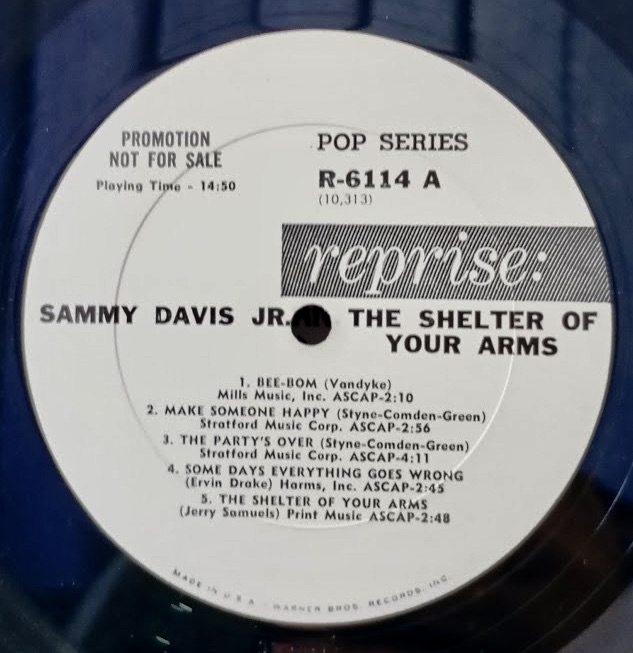 PROMOTION
NOT FOR SALE
Playing Time - 14:50
POP SERIES
R-6114 A
(10,313)
reprise:
SAMMY DAVIS JR. THE SHELTER OF
YOUR ARMS
1. BEE-BOM (Vandyke)
Mills Music, Inc. ASCAP-2:10
2. MAKE SOMEONE HAPPY (Styne-Comden-Green)
Stratford Music Corp. ASCAP-2:56
3. THE PARTY'S OVER (Styne-Comden-Green)
Stratford Music Corp. ASCAP-4:11
4. SOME DAYS EVERYTHING GOES WRONG
(Ervin Drake) Harms, Inc. ASCAP-2:45
5. THE SHELTER OF YOUR ARMS
(Jerry Samuels) Print Music ASCAP-2:48
MADE IN U.S.A. - WARNER BROS. RECORDS, INC.